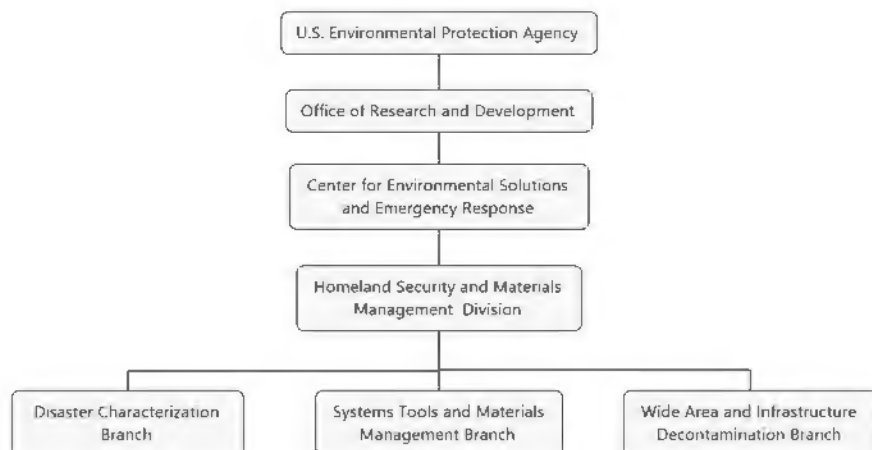 U.S. Environmental Protection Agency
Office of Research and Development
Center for Environmental Solutions
and Emergency Response
Homeland Security and Materials
Management Division
Disaster Characterization
Branch
Systems Tools and Materials
Management Branch
Wide Area and Infrastructure
Decontamination Branch